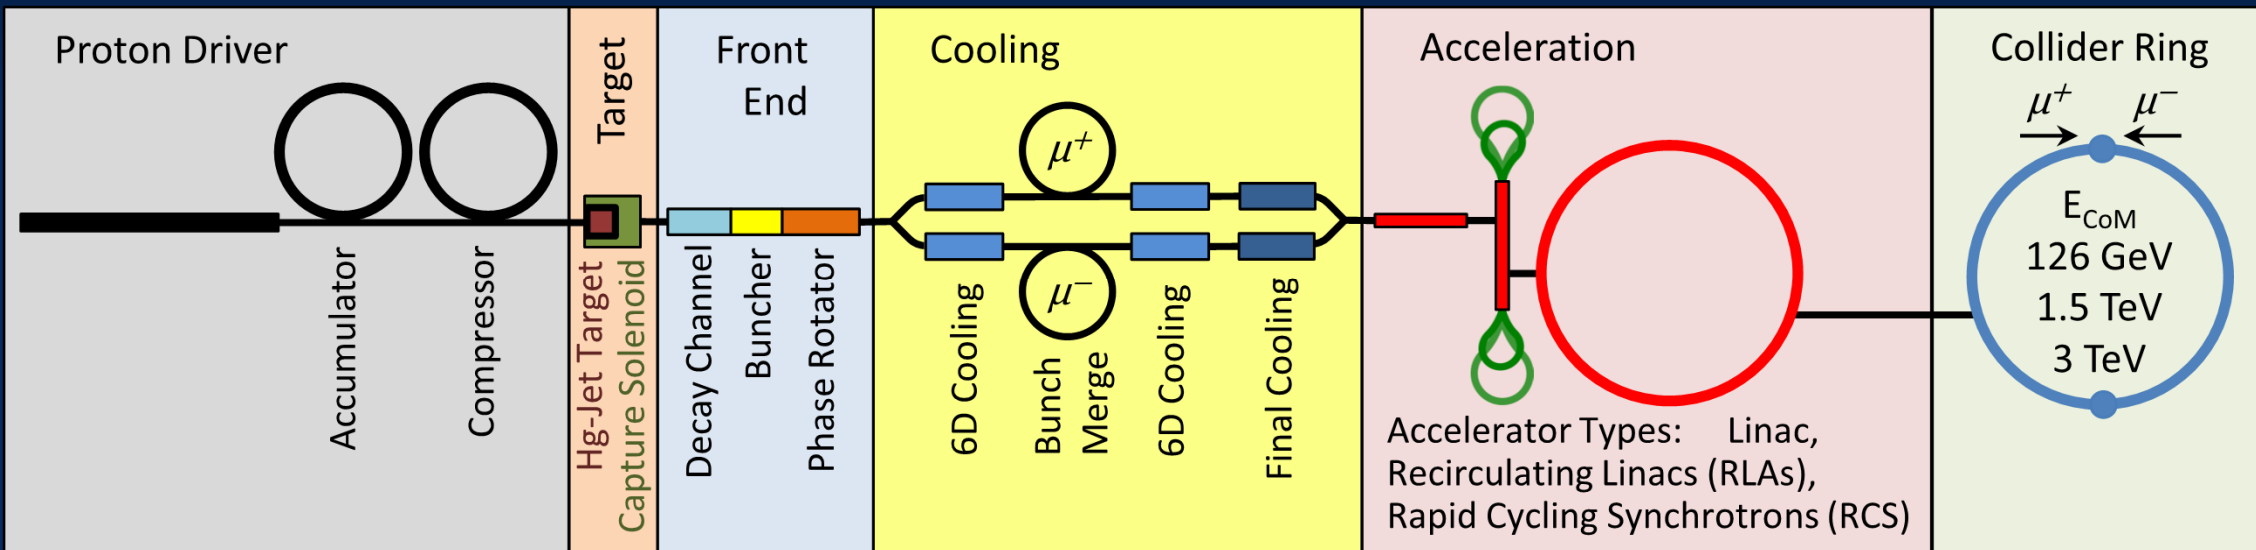 Proton Driver
Accumulator
Compressor
Target
Hg-Jet Target
Capture Solenoid
Front
End
Decay Channel
Buncher
Phase Rotator
Cooling
μ+
μ−
6D Cooling
Bunch
Merge
6D Cooling
Final Cooling
Acceleration
Accelerator Types: Linac,
Recirculating Linacs (RLAs),
Rapid Cycling Synchrotrons (RCS)
Collider Ring
μ+ μ−
ECoM
126 GeV
1.5 TeV
3 TeV